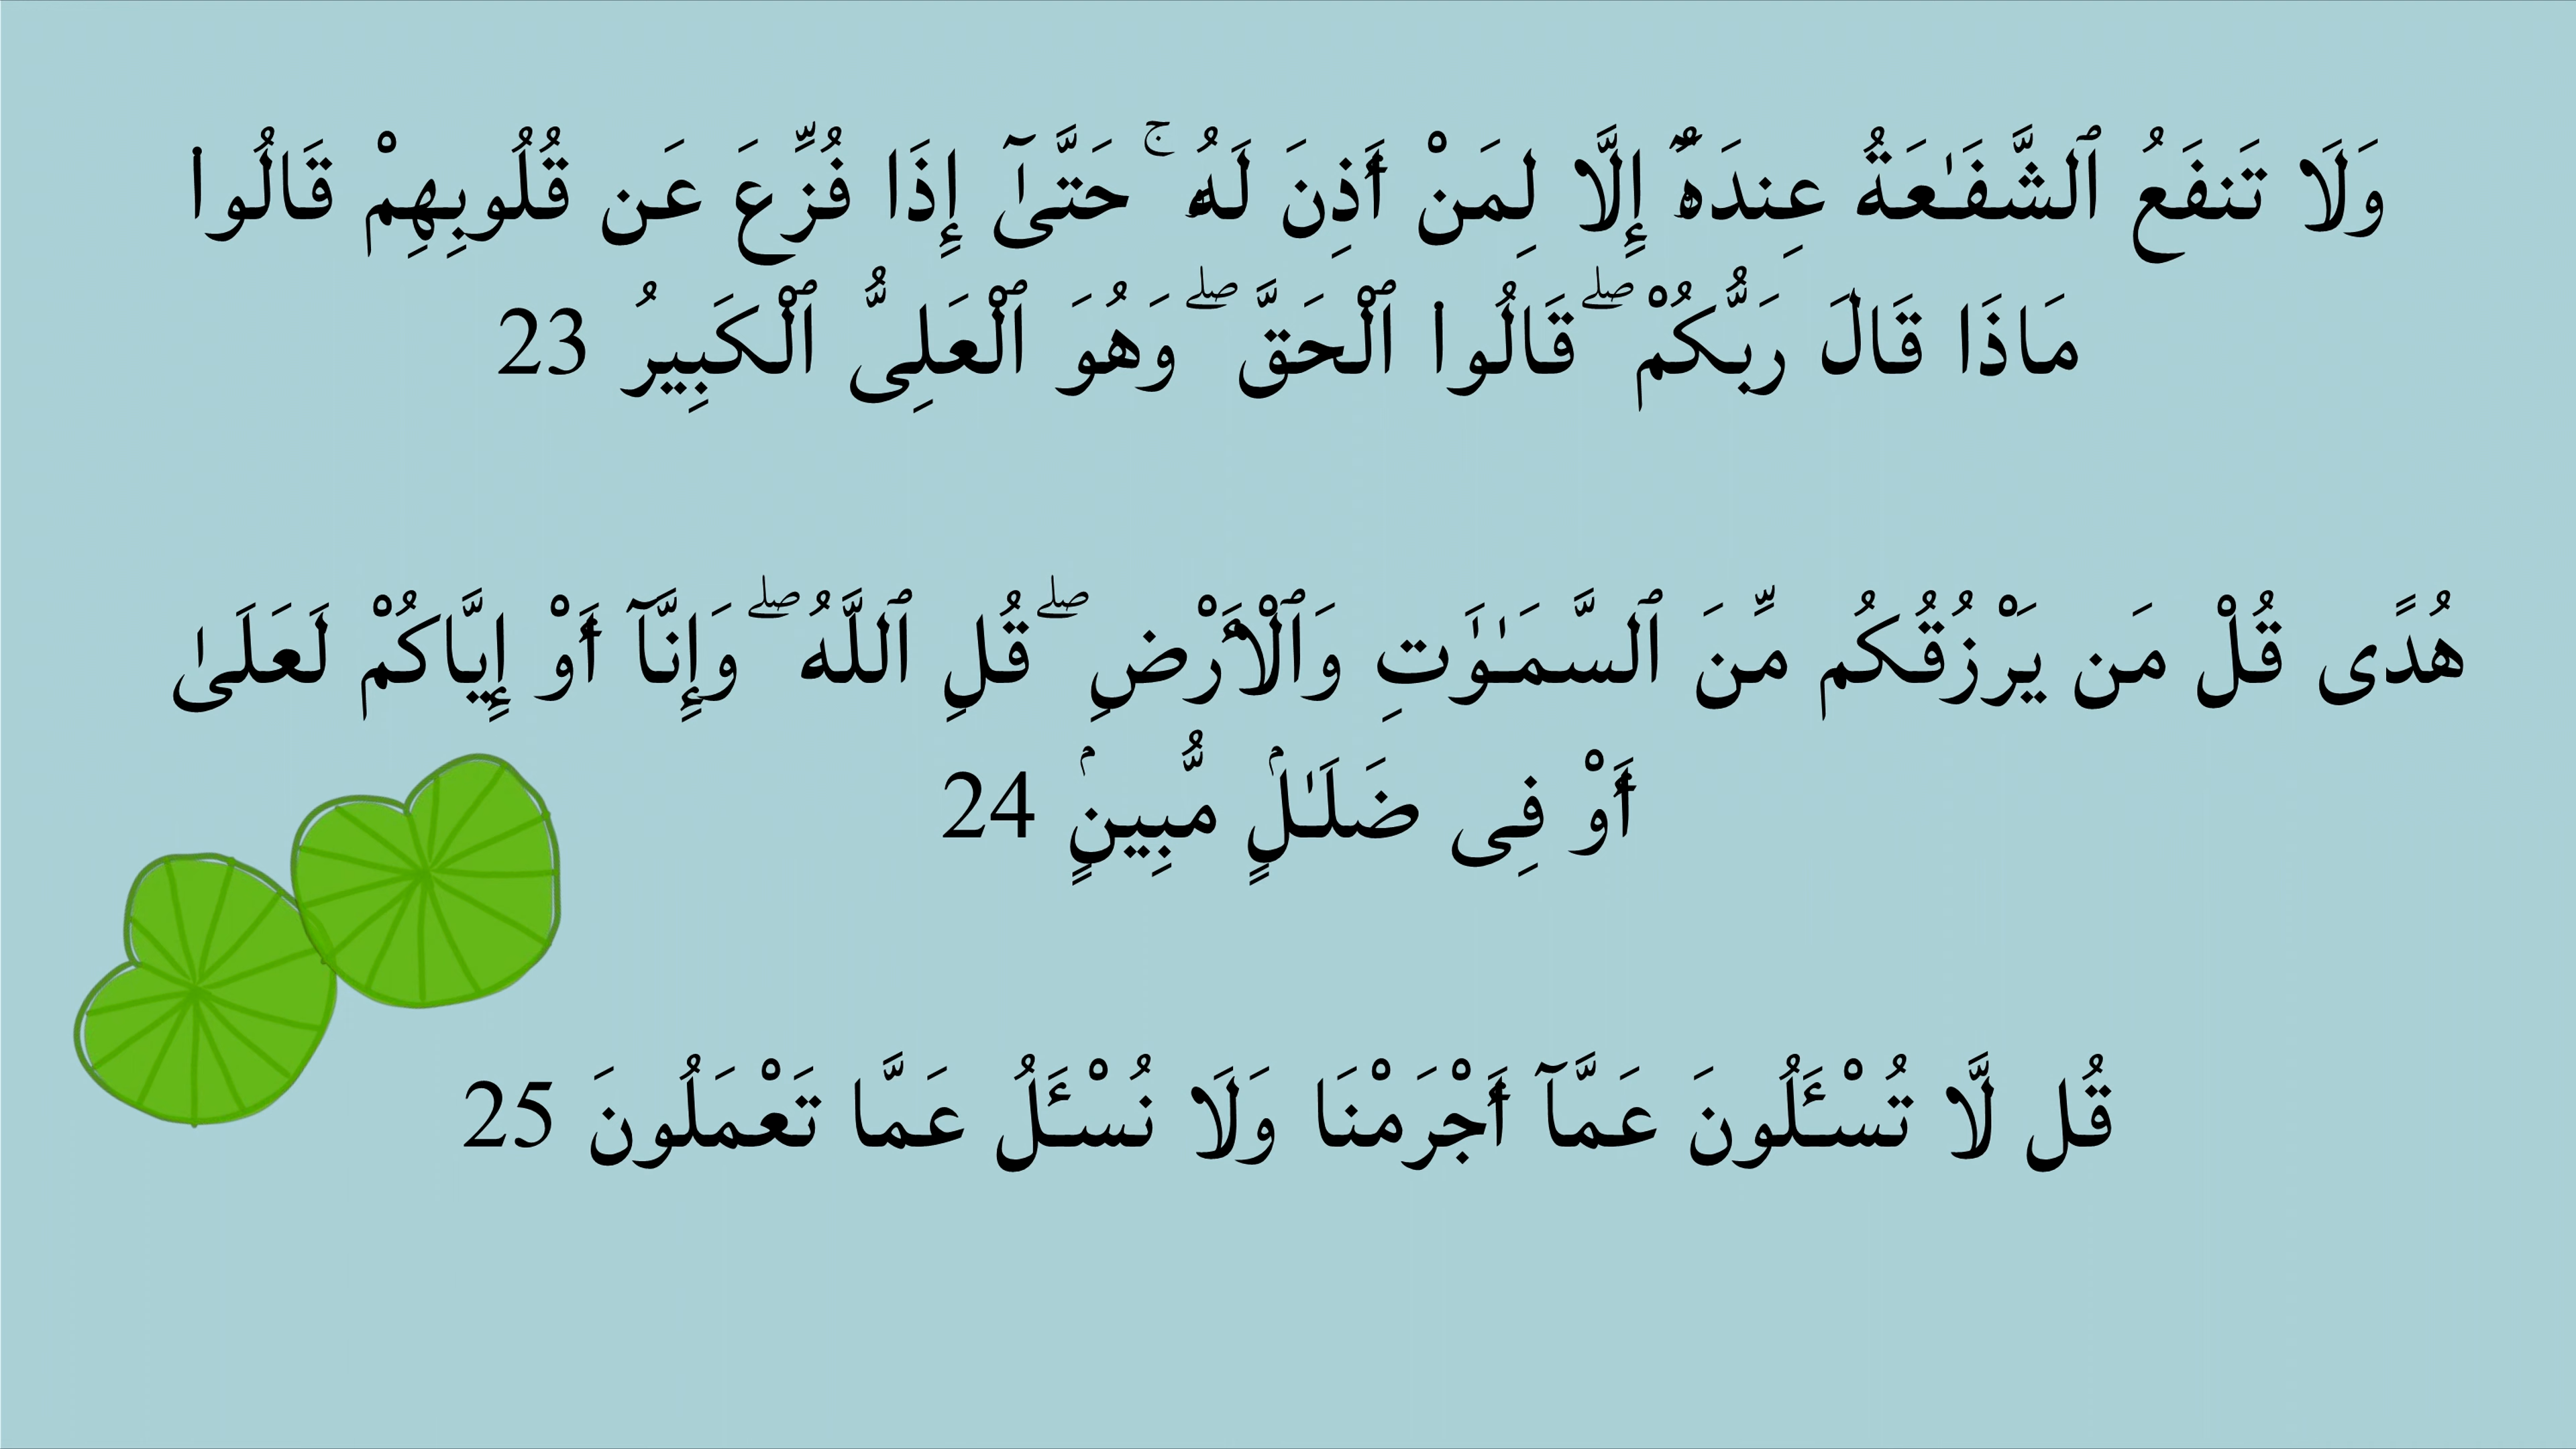 وَلَا تَنفَعُ ٱلشَّفَـٰعَةُ عِندَهُۥٓ إِلَّا لِمَنْ أَذِنَ لَهُۥ ۚ حَتَّىٰٓ إِذَا فُزِّعَ عَن قُلُوبِهِمْ قَالُوا۟
مَاذَا قَالَ رَبُّكُمْ ۖ قَالُوا۟ ٱلْحَقَّ ۖ وَهُوَ ٱلْعَلِىُّ ٱلْكَبِيرُ 23
هُدًى قُلْ مَن يَرْزُقُكُم مِّنَ ٱلسَّمَـٰوَٰتِ وَٱلْأَرْضِ ۖ قُلِ ٱللَّهُ ۖ وَإِنَّآ أَوْ إِيَّاكُمْ لَعَلَىٰ
أَوْ فِى ضَلَـٰلٍۢ مُّبِينٍۢ 24
قُل لَّا تُسْـَٔلُونَ عَمَّآ أَجْرَمْنَا وَلَا نُسْـَٔلُ عَمَّا تَعْمَلُونَ 25